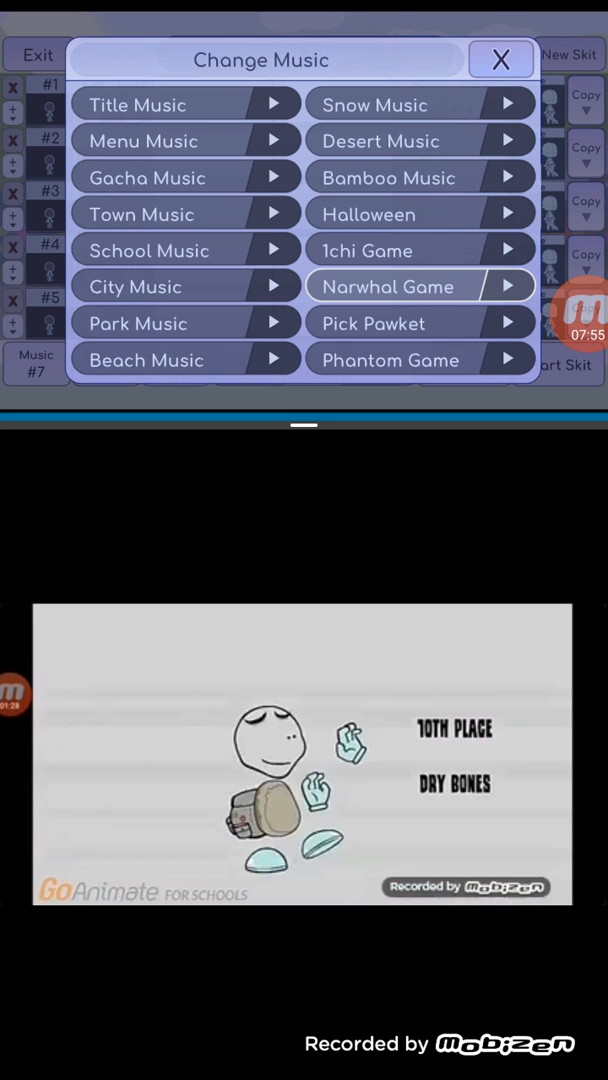 Exit
Change Music
X
New Skit
X
#1
Title Music
Snow Music
Copy
+
X
#2
Menu Music
Desert Music
Copy
+
Gacha Music
Bamboo Music
X
#3
Town Music
Halloween
Copy
+
X
#4
School Music
1chi Game
Copy
+
City Music
Narwhal Game
X
#5
Copy
07:55
+
Park Music
Pick Pawket
Music
#7
Beach Music
Phantom Game
art Skit
01:28
10TH PLACE
DRY BONES
GoAnimate FOR SCHOOLS
Recorded by mobizen
Recorded by mobizen